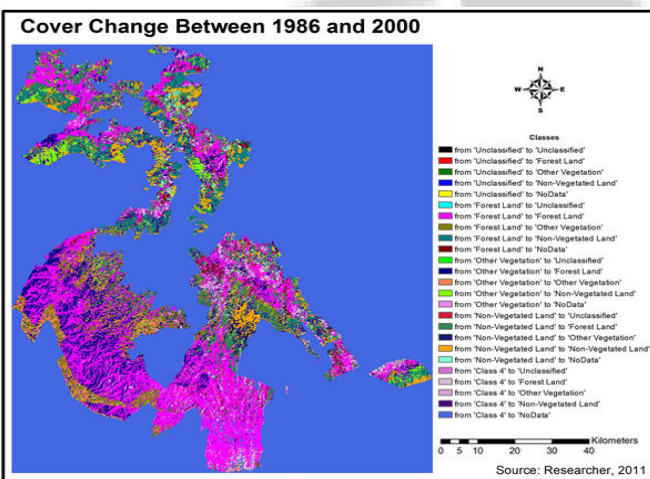 Cover Change Between 1986 and 2000
N
W E
S
Classes
from 'Unclassified' to 'Unclassified'
from 'Unclassified' to 'Forest Land'
from 'Unclassified' to 'Other Vegetation'
from 'Unclassified' to 'Non-Vegetated Land'
from 'Unclassified' to 'NoData'
from 'Forest Land' to 'Unclassified'
from 'Forest Land' to 'Forest Land'
from 'Forest Land' to 'Other Vegetation'
from 'Forest Land' to 'Non-Vegetated Land'
from 'Forest Land' to 'NoData'
from 'Other Vegetation' to 'Unclassified'
from 'Other Vegetation' to 'Forest Land'
from 'Other Vegetation' to 'Other Vegetation'
from 'Other Vegetation' to 'Non-Vegetated Land'
from 'Other Vegetation' to 'NoData'
from 'Non-Vegetated Land' to 'Unclassified'
from 'Non-Vegetated Land' to 'Forest Land'
from 'Non-Vegetated Land' to 'Other Vegetation'
from 'Non-Vegetated Land' to 'Non-Vegetated Land'
from 'Non-Vegetated Land' to 'NoData'
from 'Class 4' to 'Unclassified'
from 'Class 4' to 'Forest Land'
from 'Class 4' to 'Other Vegetation'
from 'Class 4' to 'Non-Vegetated Land'
from 'Class 4' to 'NoData'
Kilometers
0 5 10 20 30 40
Source: Researcher, 2011